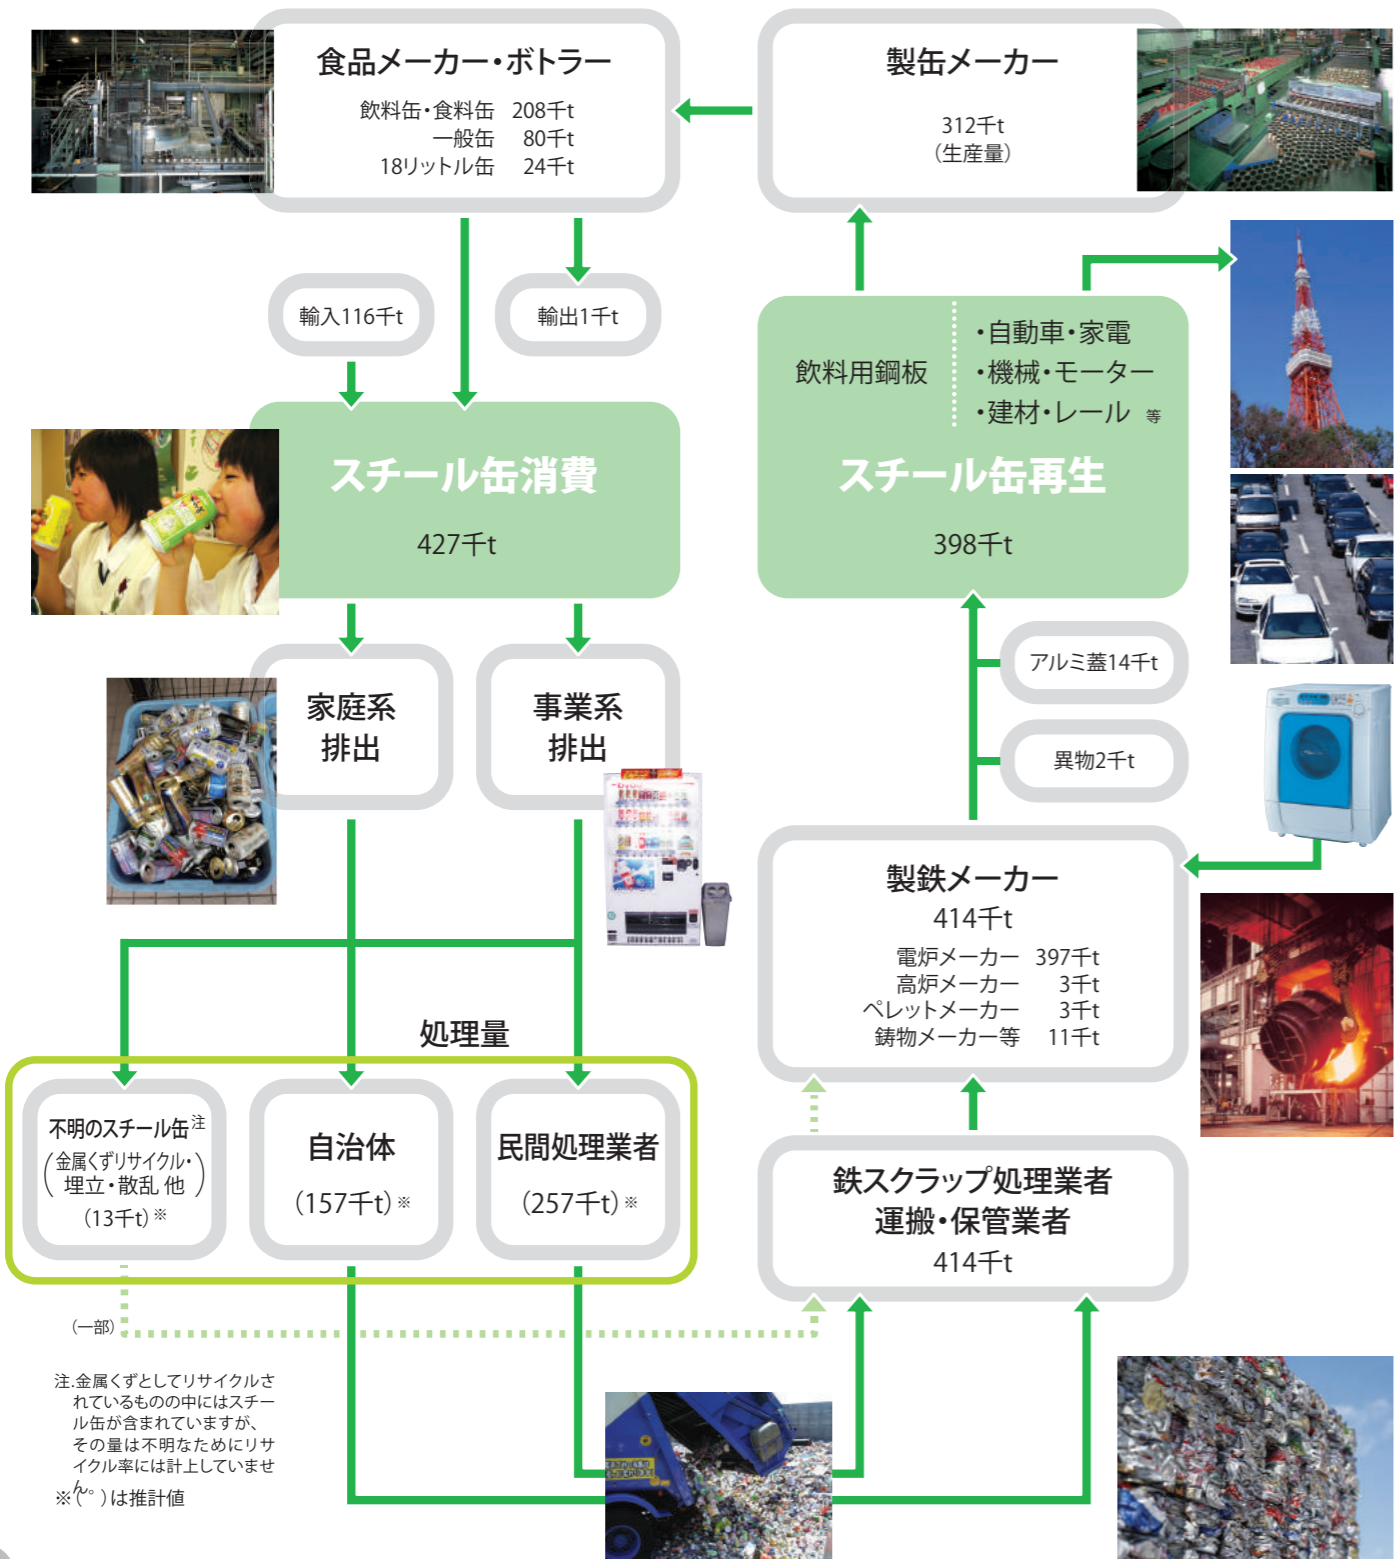 食品メーカー・ボトラー
飲料缶・食料缶 208千t
一般缶 80千t
18リットル缶 24千t
製缶メーカー
312千t
（生産量）
輸入116千t
輸出1千t
飲料用鋼板
・自動車・家電
・機械・モーター
・建材・レール 等
スチール缶消費
427千t
スチール缶再生
398千t
家庭系
排出
事業系
排出
アルミ蓋14千t
異物2千t
製鉄メーカー
414千t
電炉メーカー 397千t
高炉メーカー 3千t
ペレットメーカー 3千t
鋳物メーカー等 11千t
処理量
不明のスチール缶注
（金属くずリサイクル・
埋立・散乱 他）
（13千t）※
自治体
（157千t）※
民間処理業者
（257千t）※
鉄スクラップ処理業者
運搬・保管業者
414千t
（一部）
注.金属くずとしてリサイクルさ
れているものの中にはスチー
ル缶が含まれていますが、
その量は不明なためにリサ
イクル率には計上していませ
ん。
※（ ）は推計値